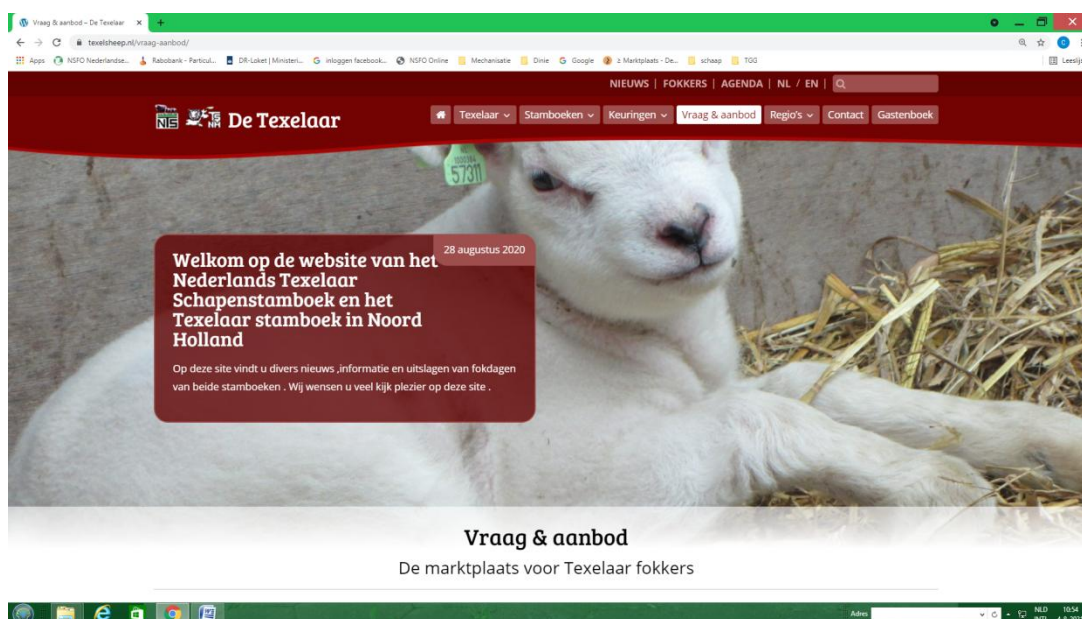 Vraag & aanbod – De Texelaar
texelsheep.nl/vraag-aanbod/
Apps NSFO Nederlandse... Rabobank - Particul... DR-Loket | Ministeri... inloggen facebook... NSFO Online Mechanisatie Dinie Google ≥ Marktplaats - De... schaap TGG Leeslij
NIEUWS | FOKKERS | AGENDA | NL / EN |
NTS TSNH De Texelaar
Texelaar Stamboeken Keuringen Vraag & aanbod Regio's Contact Gastenboek
57311
28 augustus 2020
Welkom op de website van het
Nederlands Texelaar
Schapenstamboek en het
Texelaar stamboek in Noord
Holland
Op deze site vindt u divers nieuws ,informatie en uitslagen van fokdagen
van beide stamboeken . Wij wensen u veel kijk plezier op deze site .
Vraag & aanbod
De marktplaats voor Texelaar fokkers
Adres NLD 10:54